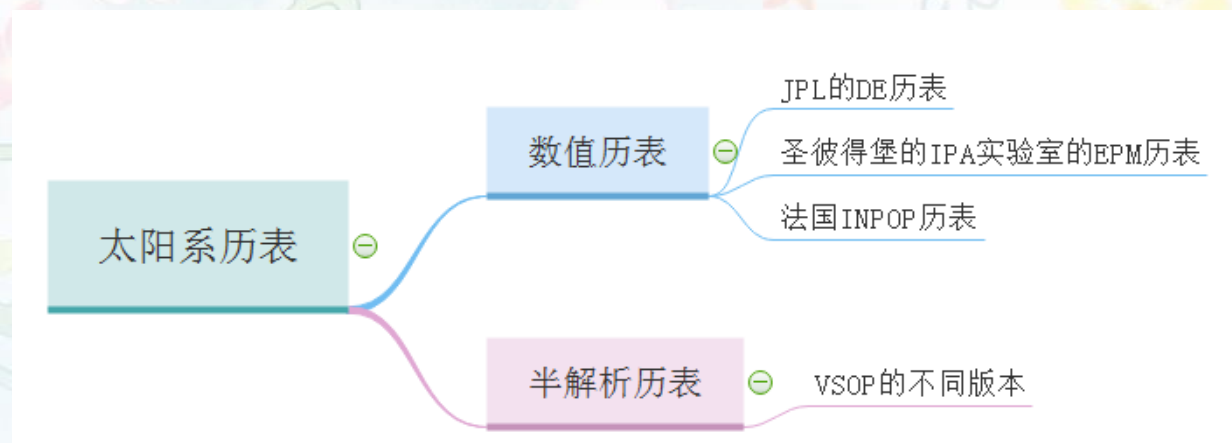 太阳系历表
数值历表
JPL的DE历表
圣彼得堡的IPA实验室的EPM历表
法国INPOP历表
半解析历表
VSOP的不同版本